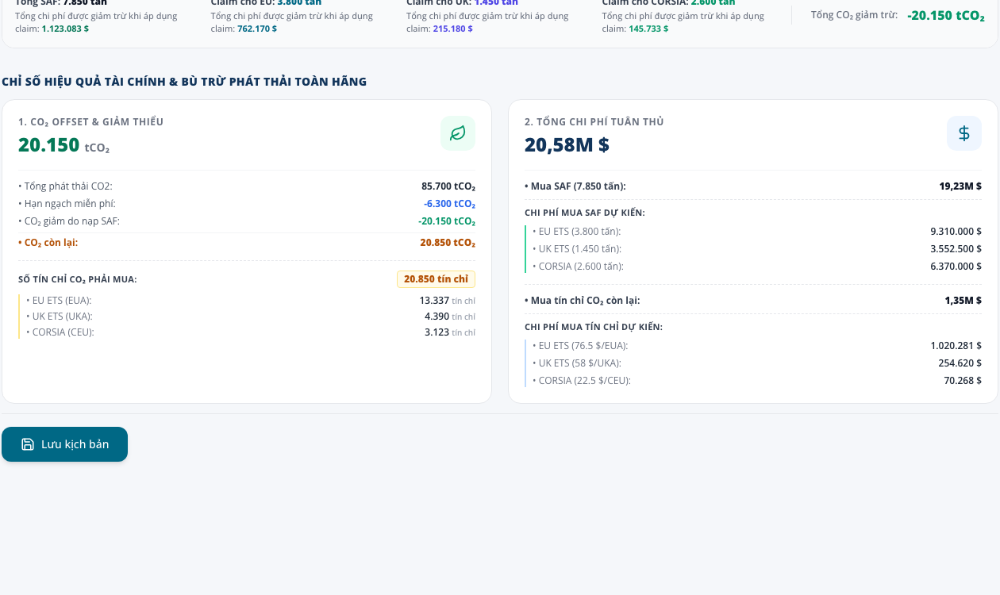 Tổng SAF: 7.850 tấn
Tổng chi phí được giảm trừ khi áp dụng
claim: 1.123.083 $
Claim cho EU: 3.800 tấn
Tổng chi phí được giảm trừ khi áp dụng
claim: 762.170 $
Claim cho UK: 1.450 tấn
Tổng chi phí được giảm trừ khi áp dụng
claim: 215.180 $
Claim cho CORSIA: 2.600 tấn
Tổng chi phí được giảm trừ khi áp dụng
claim: 145.733 $
Tổng CO₂ giảm trừ: -20.150 tCO₂
CHỈ SỐ HIỆU QUẢ TÀI CHÍNH & BÙ TRỪ PHÁT THẢI TOÀN HÃNG
1. CO₂ OFFSET & GIẢM THIỂU
20.150 tCO₂
• Tổng phát thải CO2: 85.700 tCO₂
• Hạn ngạch miễn phí: -6.300 tCO₂
• CO₂ giảm do nạp SAF: -20.150 tCO₂
• CO₂ còn lại: 20.850 tCO₂
SỐ TÍN CHỈ CO₂ PHẢI MUA: 20.850 tín chỉ
• EU ETS (EUA): 13.337 tín chỉ
• UK ETS (UKA): 4.390 tín chỉ
• CORSIA (CEU): 3.123 tín chỉ
2. TỔNG CHI PHÍ TUÂN THỦ
20,58M $
• Mua SAF (7.850 tấn): 19,23M $
CHI PHÍ MUA SAF DỰ KIẾN:
• EU ETS (3.800 tấn): 9.310.000 $
• UK ETS (1.450 tấn): 3.552.500 $
• CORSIA (2.600 tấn): 6.370.000 $
• Mua tín chỉ CO₂ còn lại: 1,35M $
CHI PHÍ MUA TÍN CHỈ DỰ KIẾN:
• EU ETS (76.5 $/EUA): 1.020.281 $
• UK ETS (58 $/UKA): 254.620 $
• CORSIA (22.5 $/CEU): 70.268 $
Lưu kịch bản